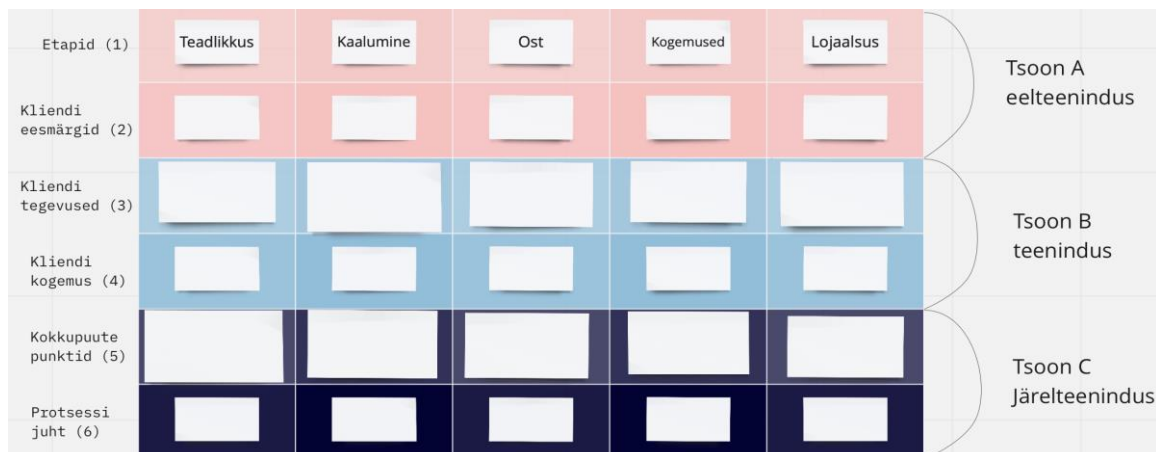 Etapid (1)
Teadlikkus
Kaalumine
Ost
Kogemused
Lojaalsus
Tsoon A
eelteenindus
Kliendi
eesmärgid (2)
Kliendi
tegevused (3)
Tsoon B
teenindus
Kliendi
kogemus (4)
Kokkupuute
punktid (5)
Tsoon C
Järelteenindus
Protsessi
juht (6)